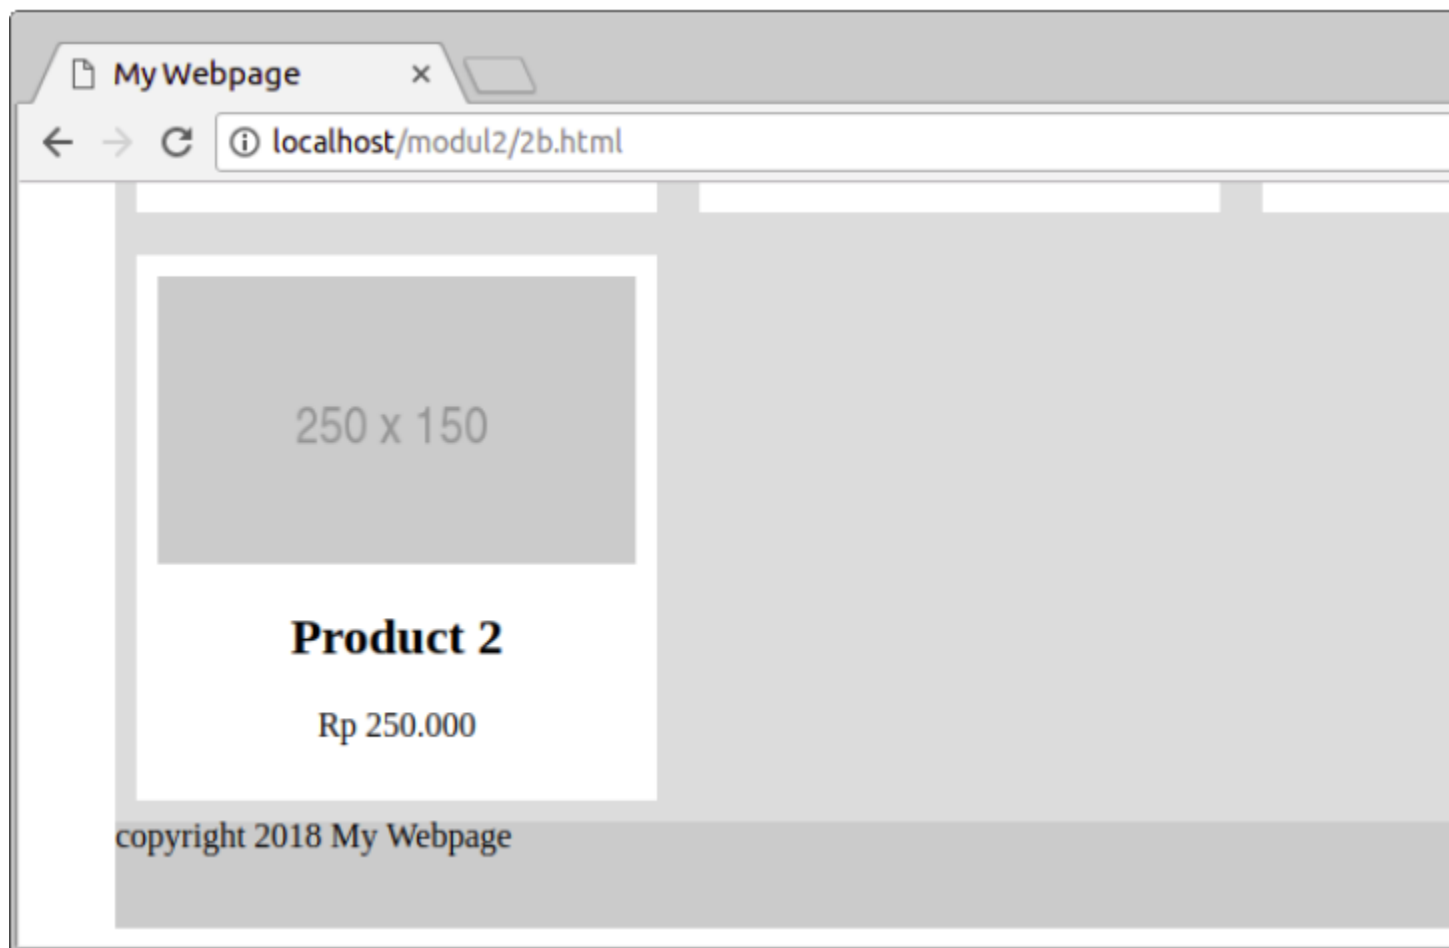 My Webpage
localhost/modul2/2b.html
250 x 150
Product 2
Rp 250.000
copyright 2018 My Webpage